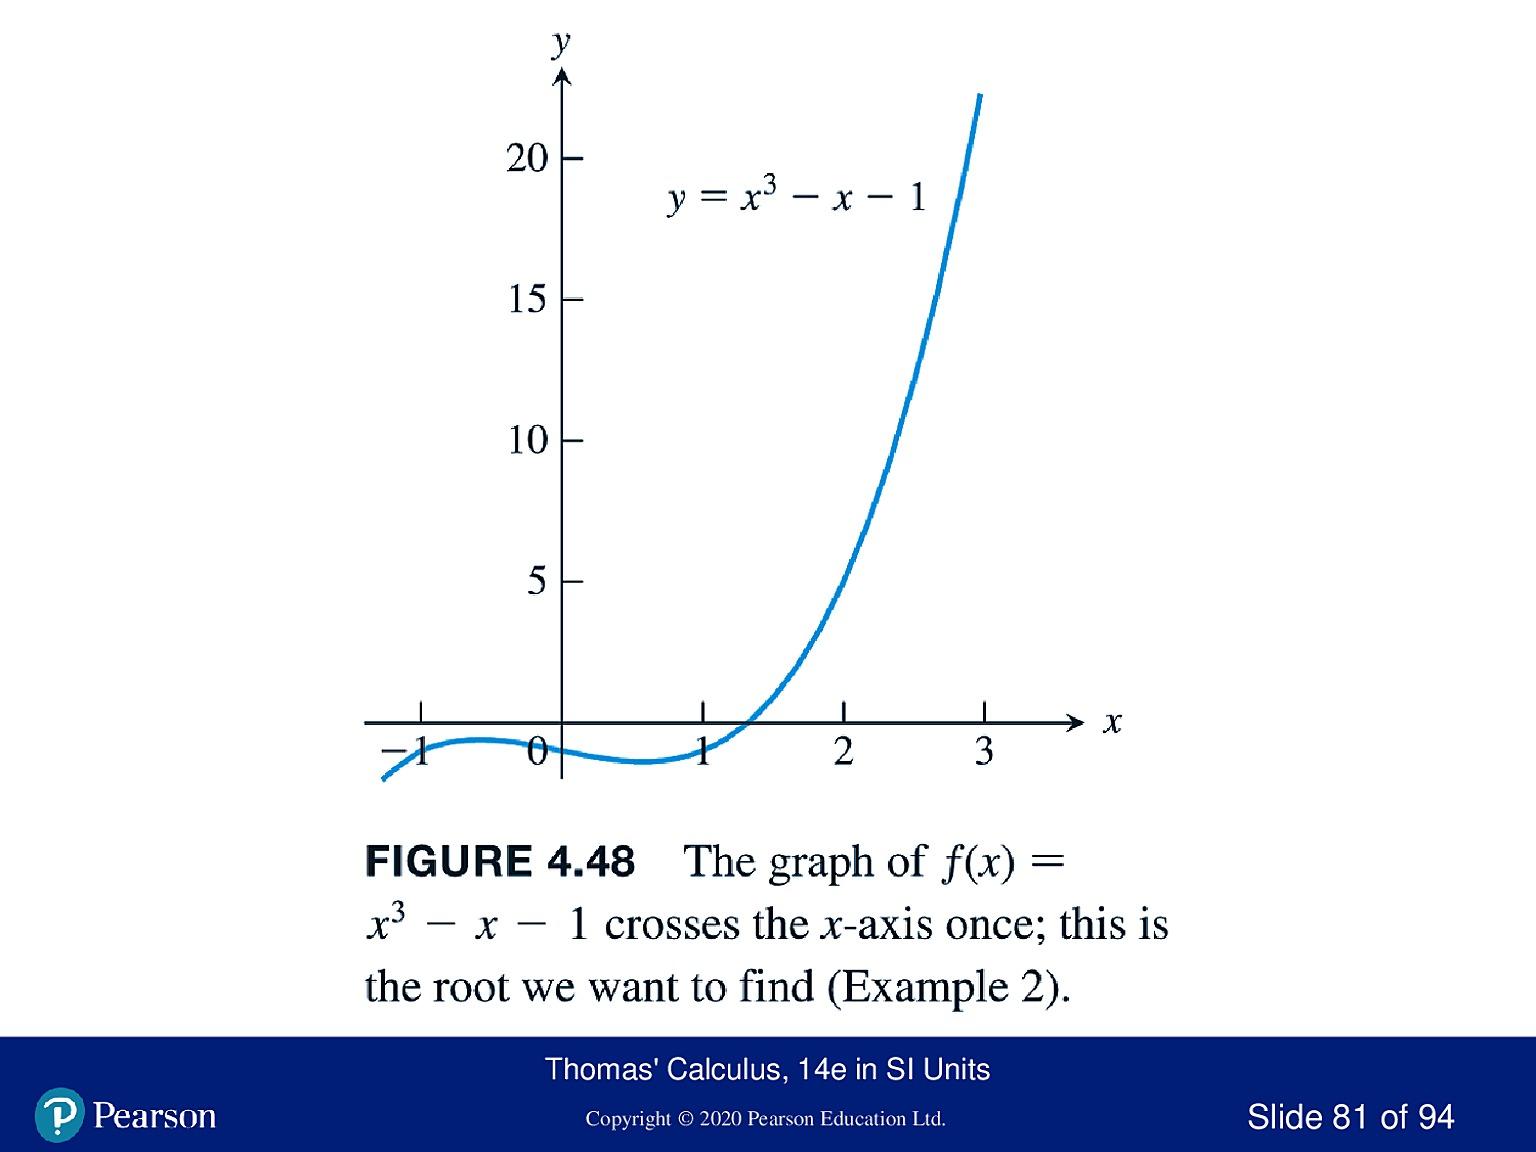 y
20
y = x³ − x − 1
15
10
5
x
−1 0 1 2 3
FIGURE 4.48 The graph of f(x) =
x³ − x − 1 crosses the x-axis once; this is
the root we want to find (Example 2).
Thomas' Calculus, 14e in SI Units
Pearson
Copyright © 2020 Pearson Education Ltd.
Slide 81 of 94